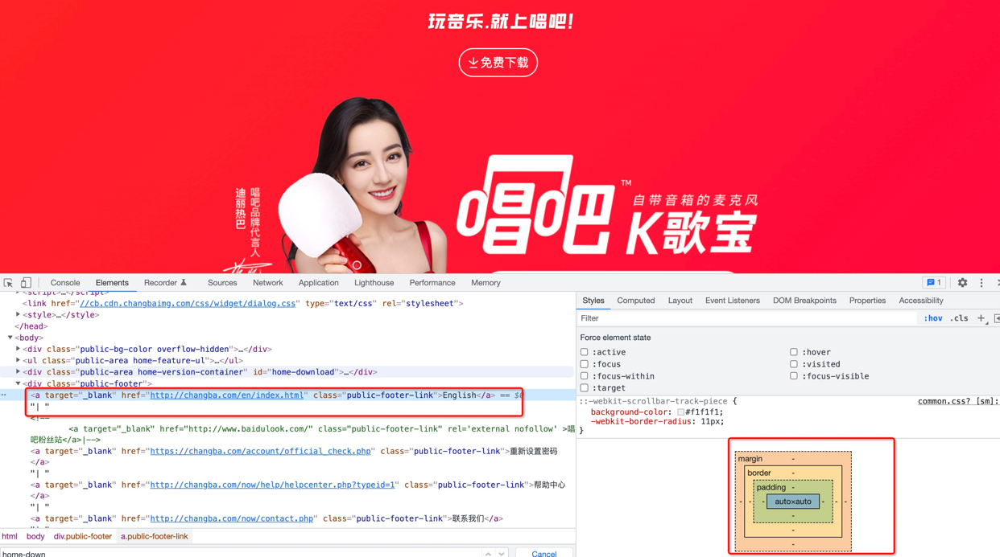 玩音乐.就上唱吧!
免费下载
唱吧品牌代言人
迪丽热巴
唱吧™
自带音箱的麦克风
K歌宝
Console Elements Recorder Sources Network Application Lighthouse Performance Memory 1
<script>…</script>
<link href="//cb.cdn.changbaimg.com/css/widget/dialog.css" type="text/css" rel="stylesheet">
<style>…</style>
</head>
<body>
<div class="public-bg-color overflow-hidden">…</div>
<ul class="public-area home-feature-ul">…</ul>
<div class="public-area home-version-container" id="home-download">…</div>
<div class="public-footer">
<a target="_blank" href="http://changba.com/en/index.html" class="public-footer-link">English</a> == $0
"| "
<!--
<a target="_blank" href="http://www.baidulook.com/" class="public-footer-link" rel='external nofollow' >唱
吧粉丝站</a>|-->
<a target="_blank" href="https://changba.com/account/official_check.php" class="public-footer-link">重新设置密码
</a>
"| "
<a target="_blank" href="http://changba.com/now/help/helpcenter.php?typeid=1" class="public-footer-link">帮助中心
</a>
"| "
<a target="_blank" href="http://changba.com/now/contact.php" class="public-footer-link">联系我们</a>
"| "
html body div.public-footer a.public-footer-link
home-down
Cancel
Styles Computed Layout Event Listeners DOM Breakpoints Properties Accessibility
Filter :hov .cls +
Force element state
:active :hover
:focus :visited
:focus-within :focus-visible
:target
::-webkit-scrollbar-track-piece { common.css? [sm]:
background-color: #f1f1f1;
-webkit-border-radius: 11px;
}
margin -
border -
padding -
- - - auto×auto - - -
-
-
-